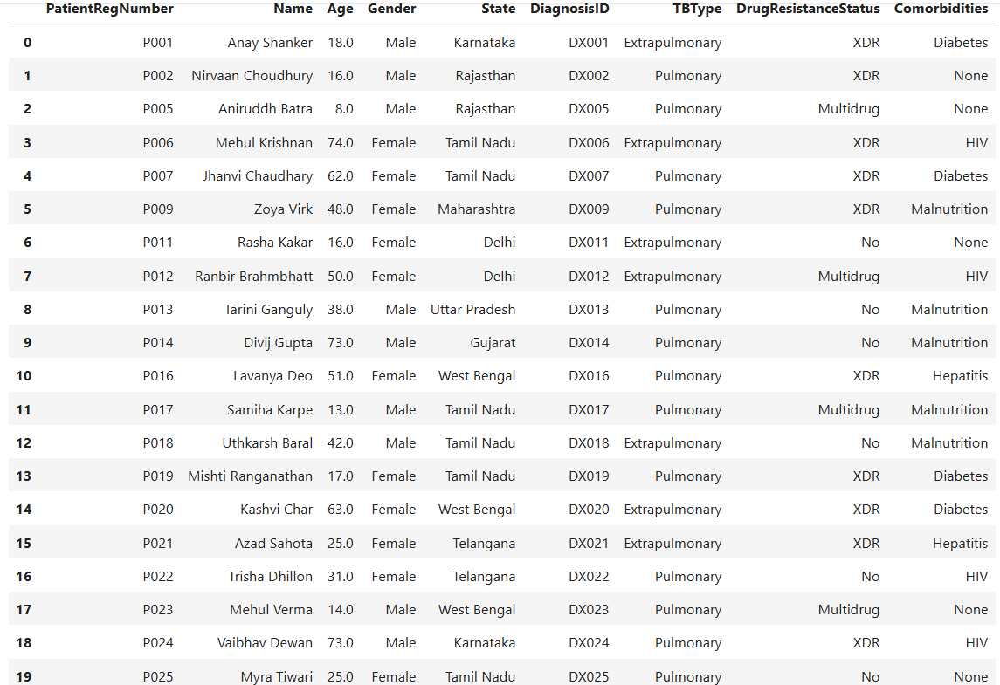 PatientRegNumber Name Age Gender State DiagnosisID TBType DrugResistanceStatus Comorbidities
0 P001 Anay Shanker 18.0 Male Karnataka DX001 Extrapulmonary XDR Diabetes
1 P002 Nirvaan Choudhury 16.0 Male Rajasthan DX002 Pulmonary XDR None
2 P005 Aniruddh Batra 8.0 Male Rajasthan DX005 Pulmonary Multidrug None
3 P006 Mehul Krishnan 74.0 Female Tamil Nadu DX006 Extrapulmonary XDR HIV
4 P007 Jhanvi Chaudhary 62.0 Female Tamil Nadu DX007 Pulmonary XDR Diabetes
5 P009 Zoya Virk 48.0 Female Maharashtra DX009 Pulmonary XDR Malnutrition
6 P011 Rasha Kakar 16.0 Female Delhi DX011 Extrapulmonary No None
7 P012 Ranbir Brahmbhatt 50.0 Female Delhi DX012 Extrapulmonary Multidrug HIV
8 P013 Tarini Ganguly 38.0 Male Uttar Pradesh DX013 Pulmonary No Malnutrition
9 P014 Divij Gupta 73.0 Male Gujarat DX014 Pulmonary No Malnutrition
10 P016 Lavanya Deo 51.0 Female West Bengal DX016 Pulmonary XDR Hepatitis
11 P017 Samiha Karpe 13.0 Male Tamil Nadu DX017 Pulmonary Multidrug Malnutrition
12 P018 Uthkarsh Baral 42.0 Male Tamil Nadu DX018 Extrapulmonary No Malnutrition
13 P019 Mishti Ranganathan 17.0 Female Tamil Nadu DX019 Pulmonary XDR Diabetes
14 P020 Kashvi Char 63.0 Female West Bengal DX020 Extrapulmonary XDR Diabetes
15 P021 Azad Sahota 25.0 Female Telangana DX021 Extrapulmonary XDR Hepatitis
16 P022 Trisha Dhillon 31.0 Female Telangana DX022 Pulmonary No HIV
17 P023 Mehul Verma 14.0 Male West Bengal DX023 Pulmonary Multidrug None
18 P024 Vaibhav Dewan 73.0 Male Karnataka DX024 Pulmonary XDR HIV
19 P025 Myra Tiwari 25.0 Female Tamil Nadu DX025 Pulmonary No None